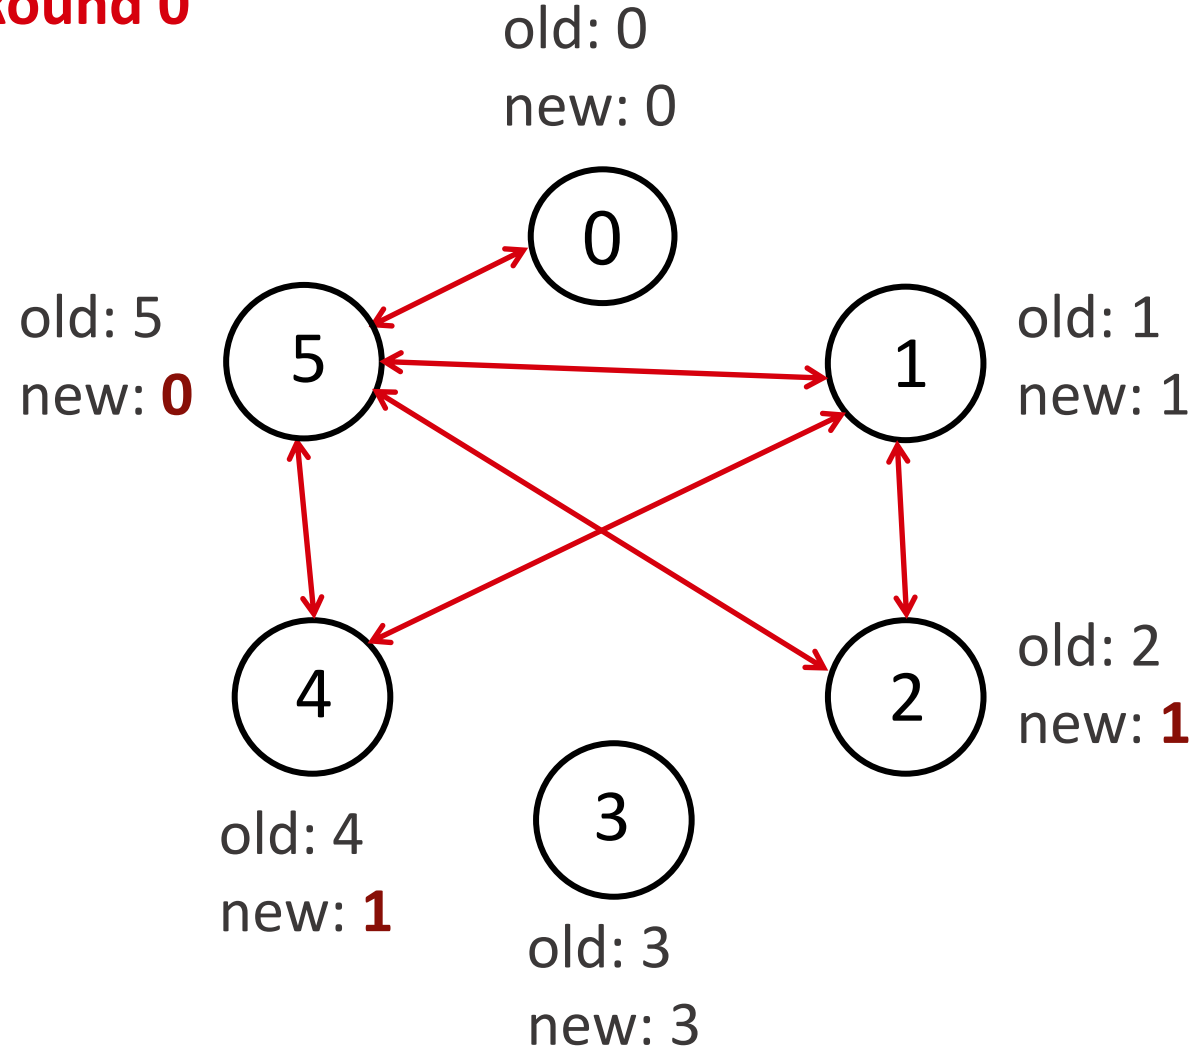 Round 0
old: 0
new: 0
0
old: 5
new: 0
5
1
old: 1
new: 1
4
2
old: 2
new: 1
old: 4
new: 1
3
old: 3
new: 3